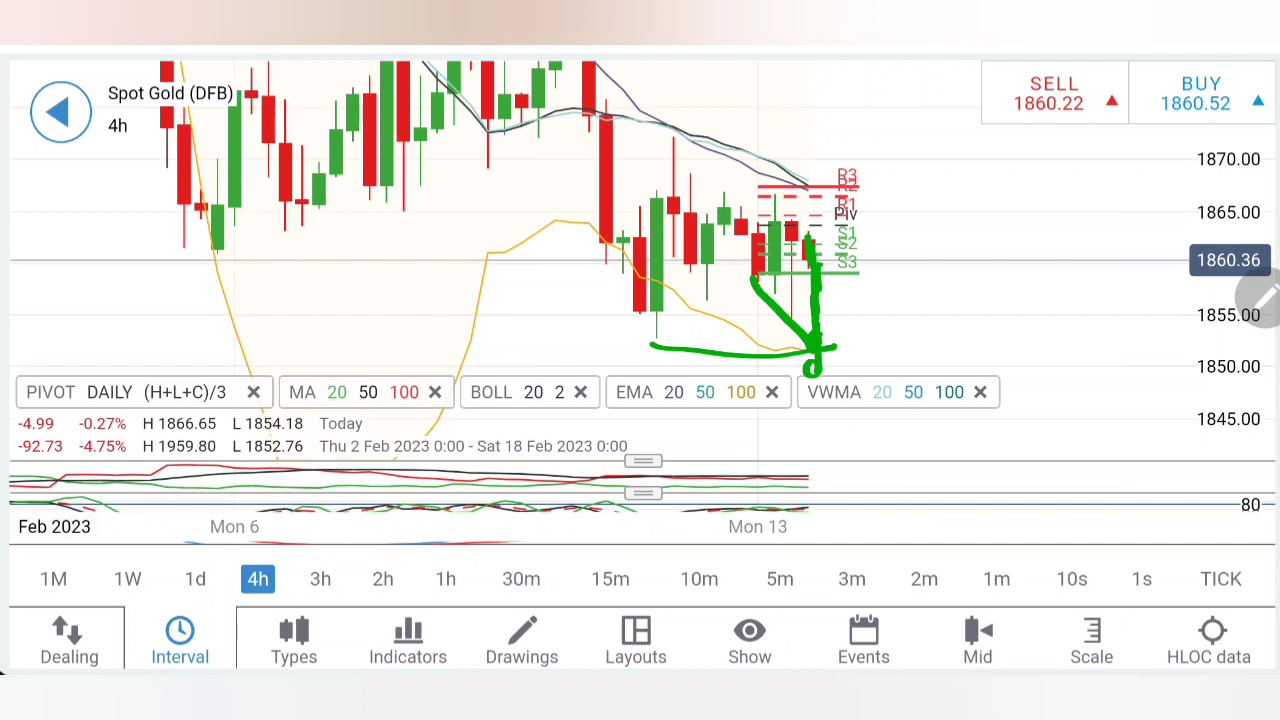 Spot Gold (DFB)
4h
SELL
1860.22
BUY
1860.52
1870.00
1865.00
1860.36
1855.00
1850.00
1845.00
R3
R2
R1
Piv
S1
S2
S3
PIVOT DAILY (H+L+C)/3
MA 20 50 100
BOLL 20 2
EMA 20 50 100
VWMA 20 50 100
-4.99 -0.27% H 1866.65 L 1854.18 Today
-92.73 -4.75% H 1959.80 L 1852.76 Thu 2 Feb 2023 0:00 - Sat 18 Feb 2023 0:00
80
Feb 2023 Mon 6 Mon 13
1M 1W 1d 4h 3h 2h 1h 30m 15m 10m 5m 3m 2m 1m 10s 1s TICK
Dealing Interval Types Indicators Drawings Layouts Show Events Mid Scale HLOC data